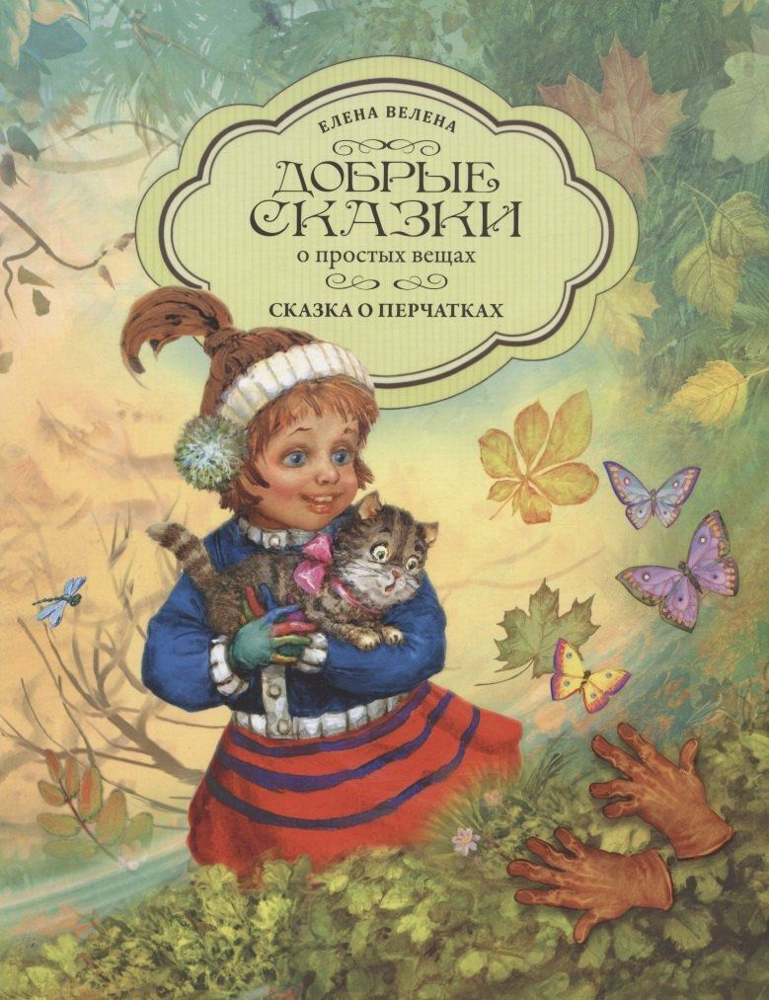 ЕЛЕНА ВЕЛЕНА
ДОБРЫЕ
СКАЗКИ
о простых вещах
СКАЗКА О ПЕРЧАТКАХ